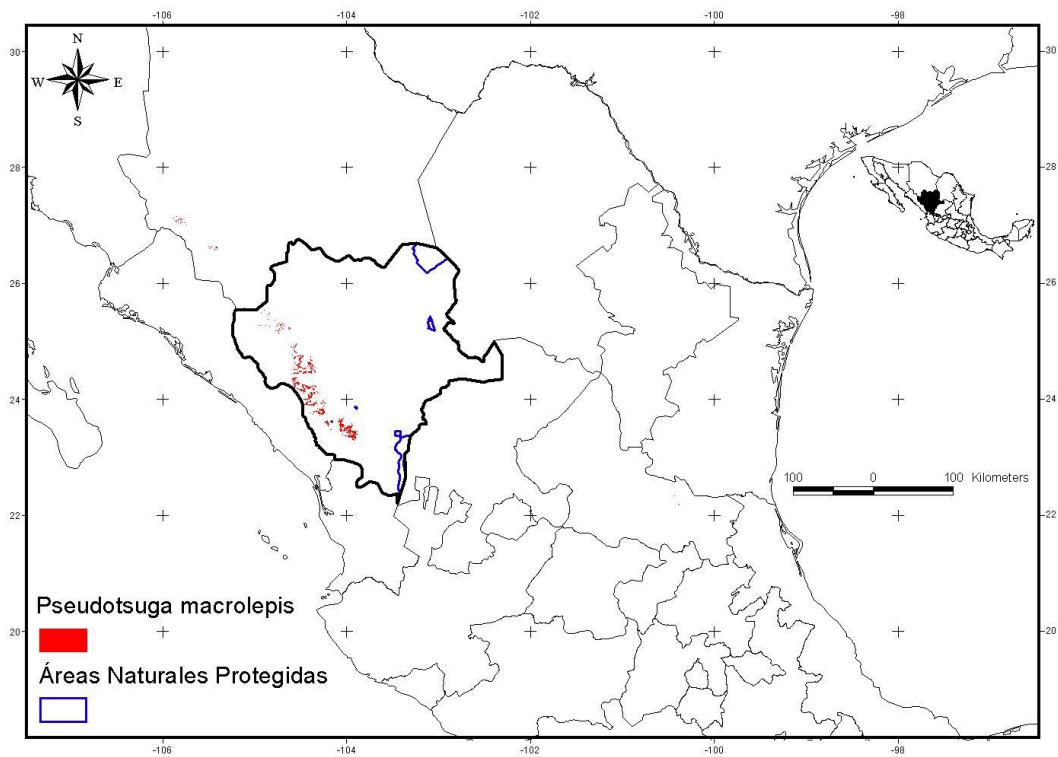 -106 -104 -102 -100 -98
30 30
N
W E
S
28 28
26 26
24 24
100 0 100 Kilometers
22 22
Pseudotsuga macrolepis
20 20
Áreas Naturales Protegidas
-106 -104 -102 -100 -98